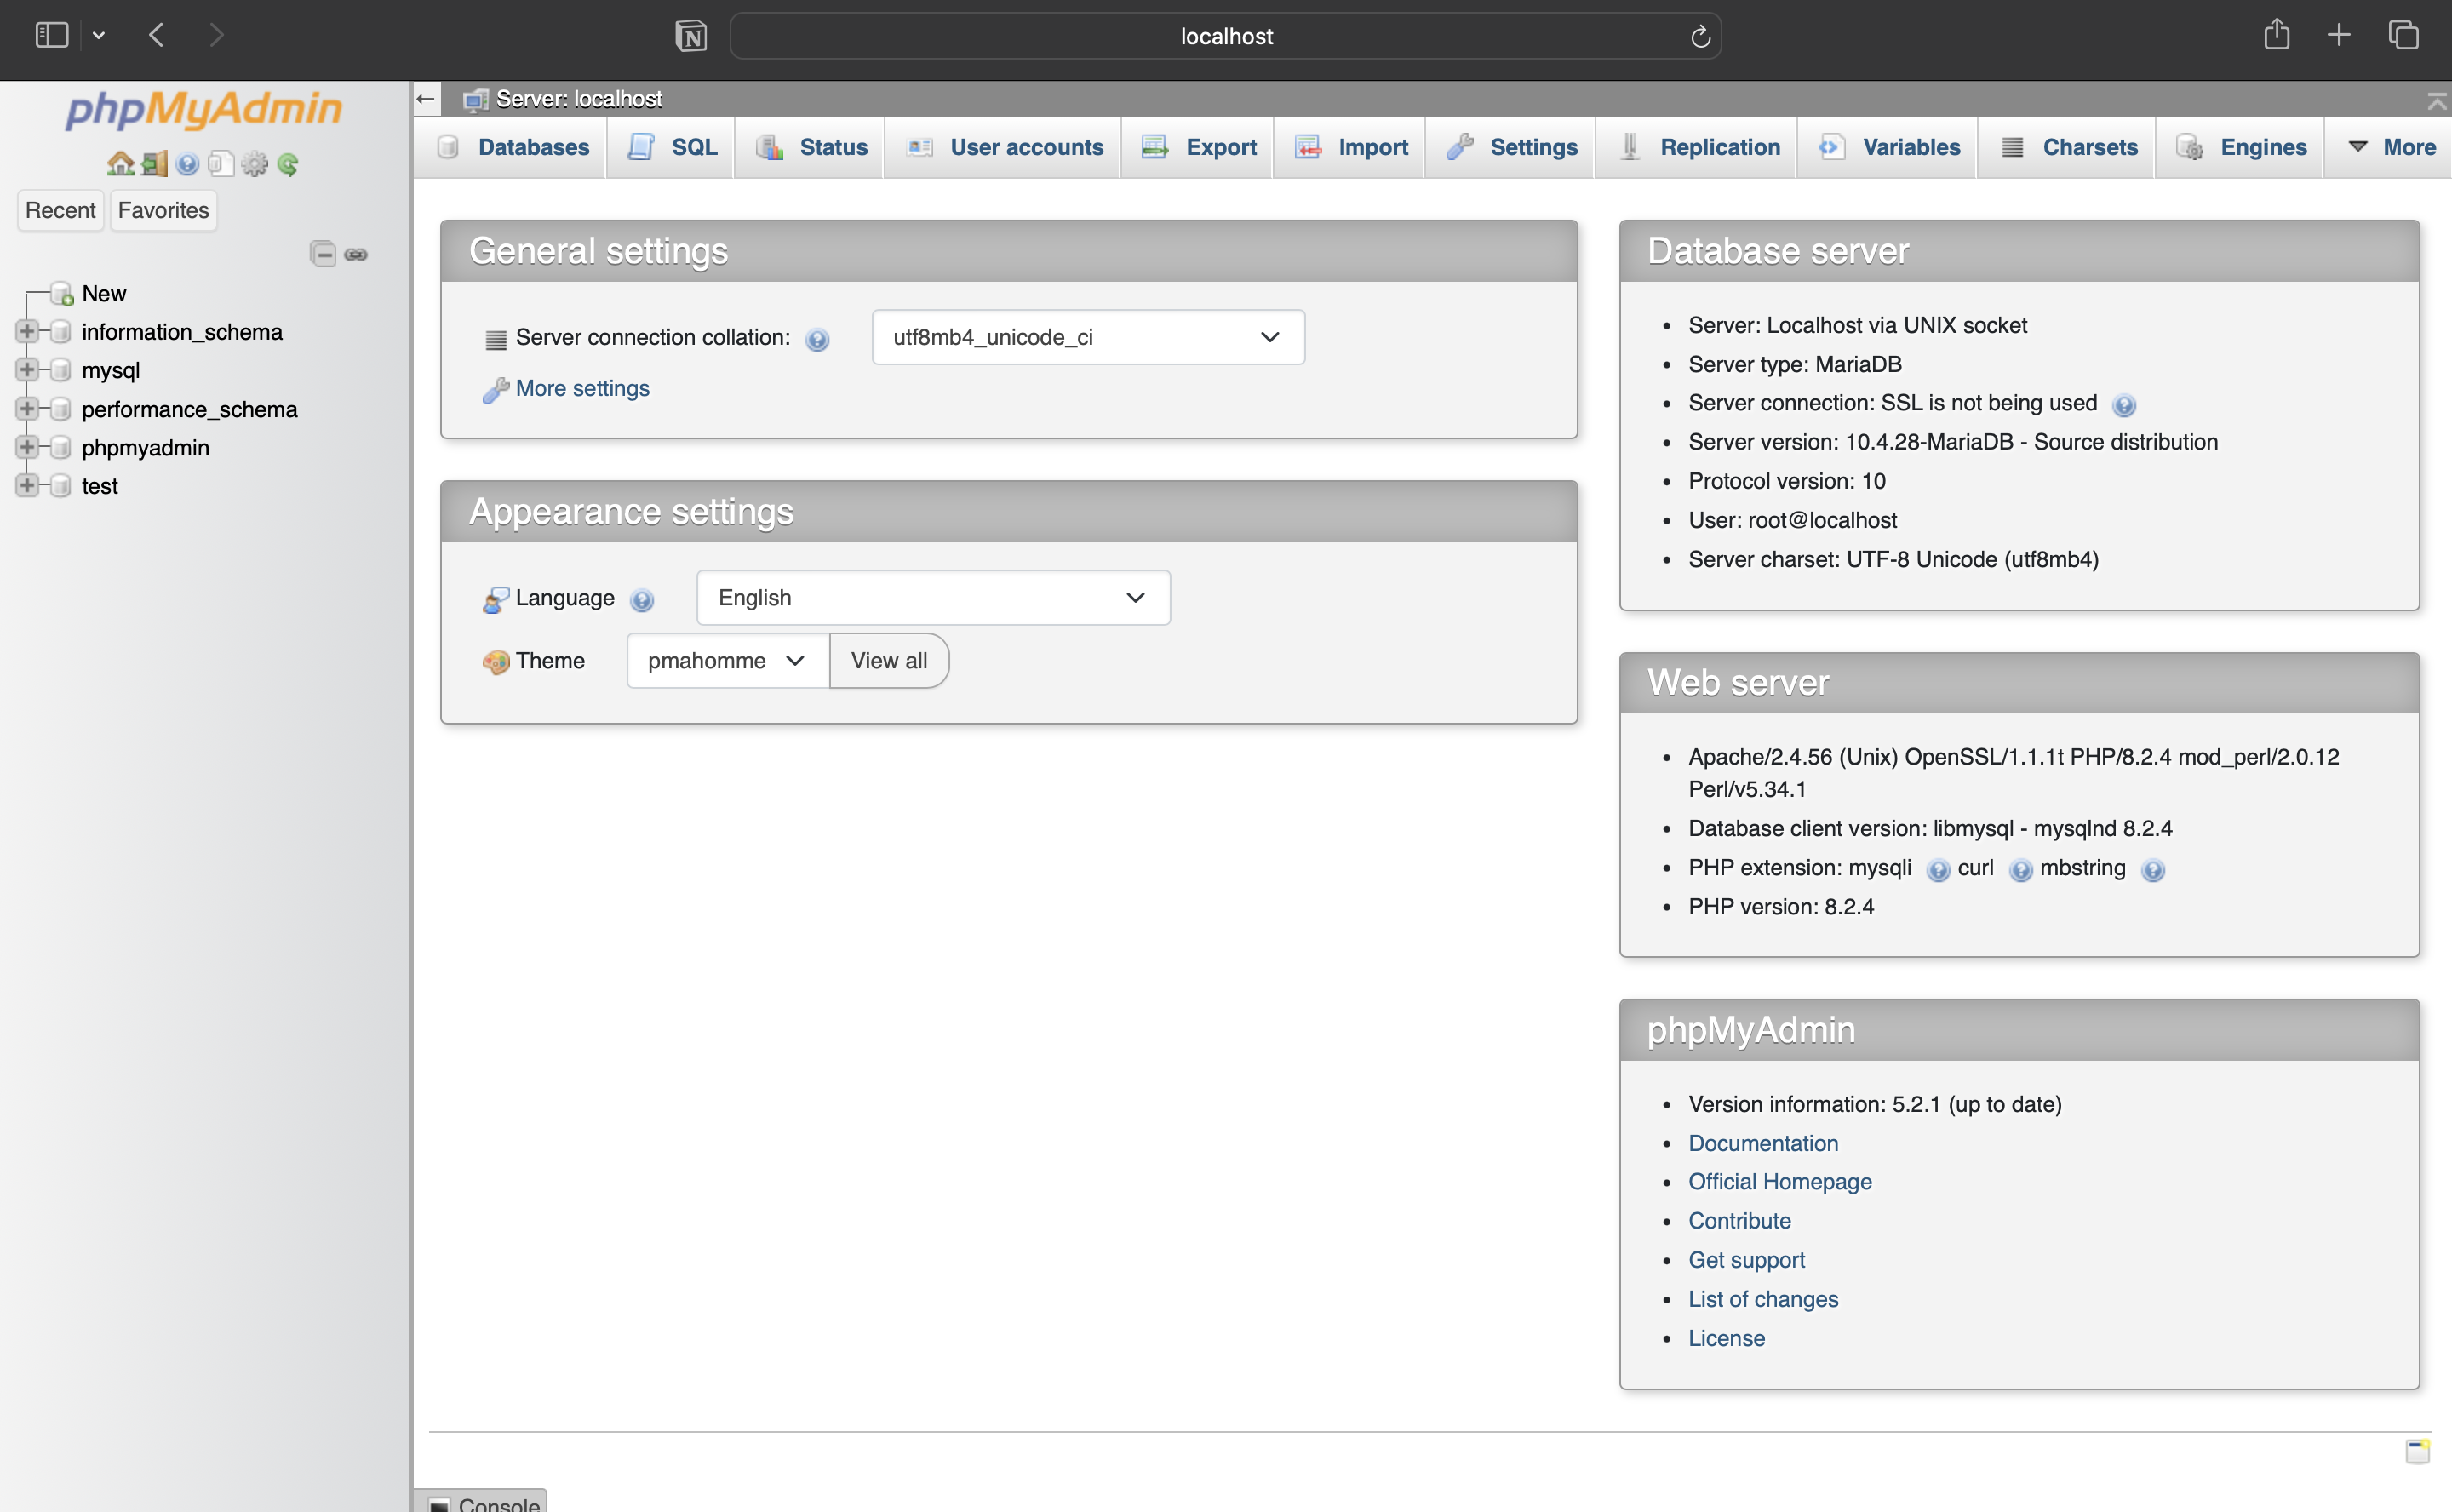 localhost
phpMyAdmin
Recent Favorites
New
information_schema
mysql
performance_schema
phpmyadmin
test
Server: localhost
Databases SQL Status User accounts Export Import Settings Replication Variables Charsets Engines More
General settings
Server connection collation: utf8mb4_unicode_ci
More settings
Appearance settings
Language English
Theme pmahomme View all
Database server
Server: Localhost via UNIX socket
Server type: MariaDB
Server connection: SSL is not being used
Server version: 10.4.28-MariaDB - Source distribution
Protocol version: 10
User: root@localhost
Server charset: UTF-8 Unicode (utf8mb4)
Web server
Apache/2.4.56 (Unix) OpenSSL/1.1.1t PHP/8.2.4 mod_perl/2.0.12
Perl/v5.34.1
Database client version: libmysql - mysqlnd 8.2.4
PHP extension: mysqli curl mbstring
PHP version: 8.2.4
phpMyAdmin
Version information: 5.2.1 (up to date)
Documentation
Official Homepage
Contribute
Get support
List of changes
License
Console